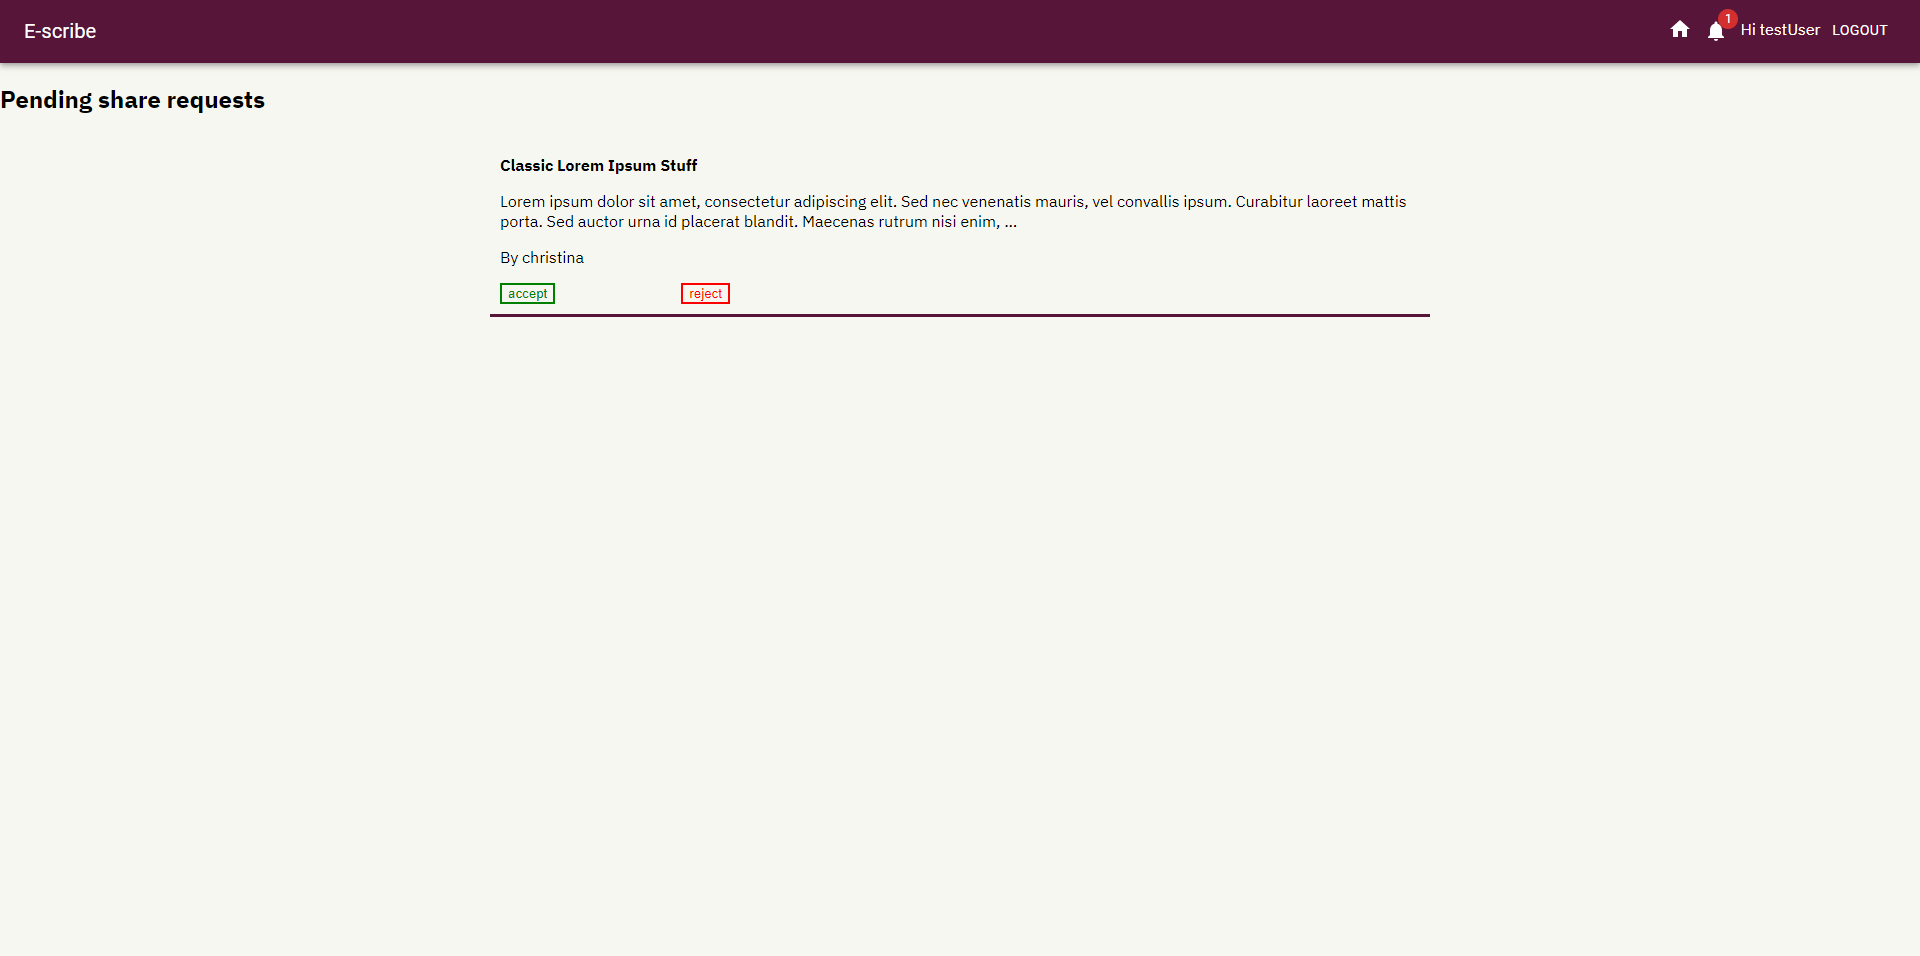 E-scribe
1
Hi testUser LOGOUT
Pending share requests
Classic Lorem Ipsum Stuff
Lorem ipsum dolor sit amet, consectetur adipiscing elit. Sed nec venenatis mauris, vel convallis ipsum. Curabitur laoreet mattis
porta. Sed auctor urna id placerat blandit. Maecenas rutrum nisi enim, ...
By christina
accept reject